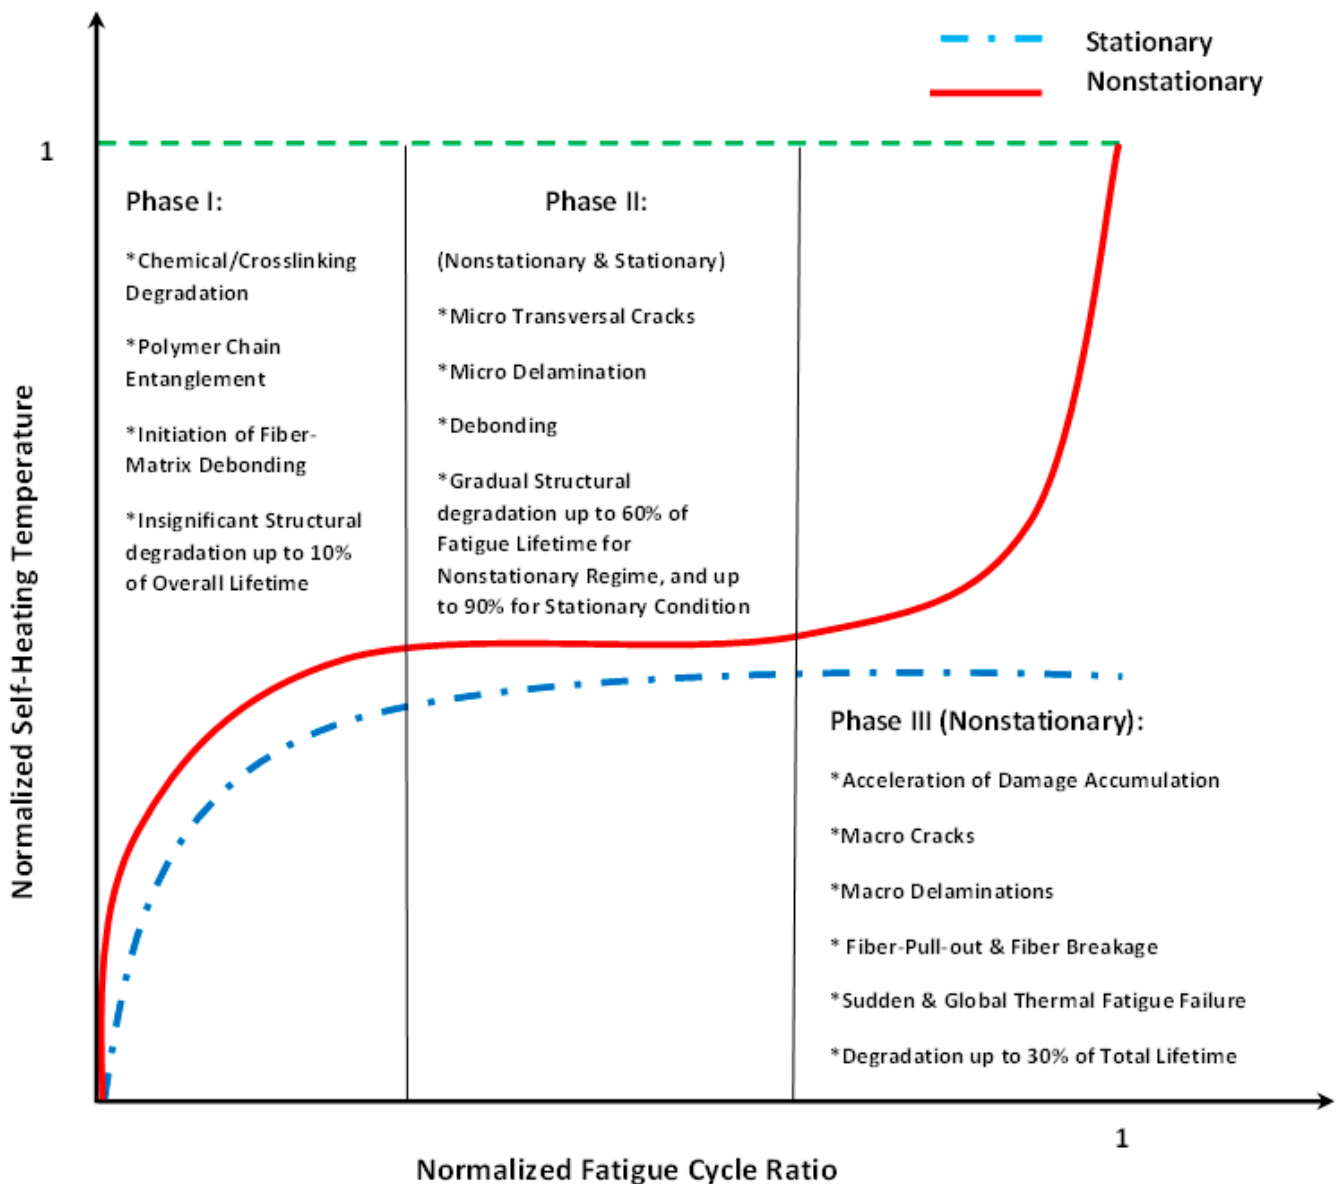 Stationary
Nonstationary
1
Phase I:
*Chemical/Crosslinking
Degradation
*Polymer Chain
Entanglement
*Initiation of Fiber-
Matrix Debonding
*Insignificant Structural
degradation up to 10%
of Overall Lifetime
Phase II:
(Nonstationary & Stationary)
*Micro Transversal Cracks
*Micro Delamination
*Debonding
*Gradual Structural
degradation up to 60% of
Fatigue Lifetime for
Nonstationary Regime, and up
to 90% for Stationary Condition
Phase III (Nonstationary):
*Acceleration of Damage Accumulation
*Macro Cracks
*Macro Delaminations
* Fiber-Pull-out & Fiber Breakage
*Sudden & Global Thermal Fatigue Failure
*Degradation up to 30% of Total Lifetime
Normalized Self-Heating Temperature
1
Normalized Fatigue Cycle Ratio